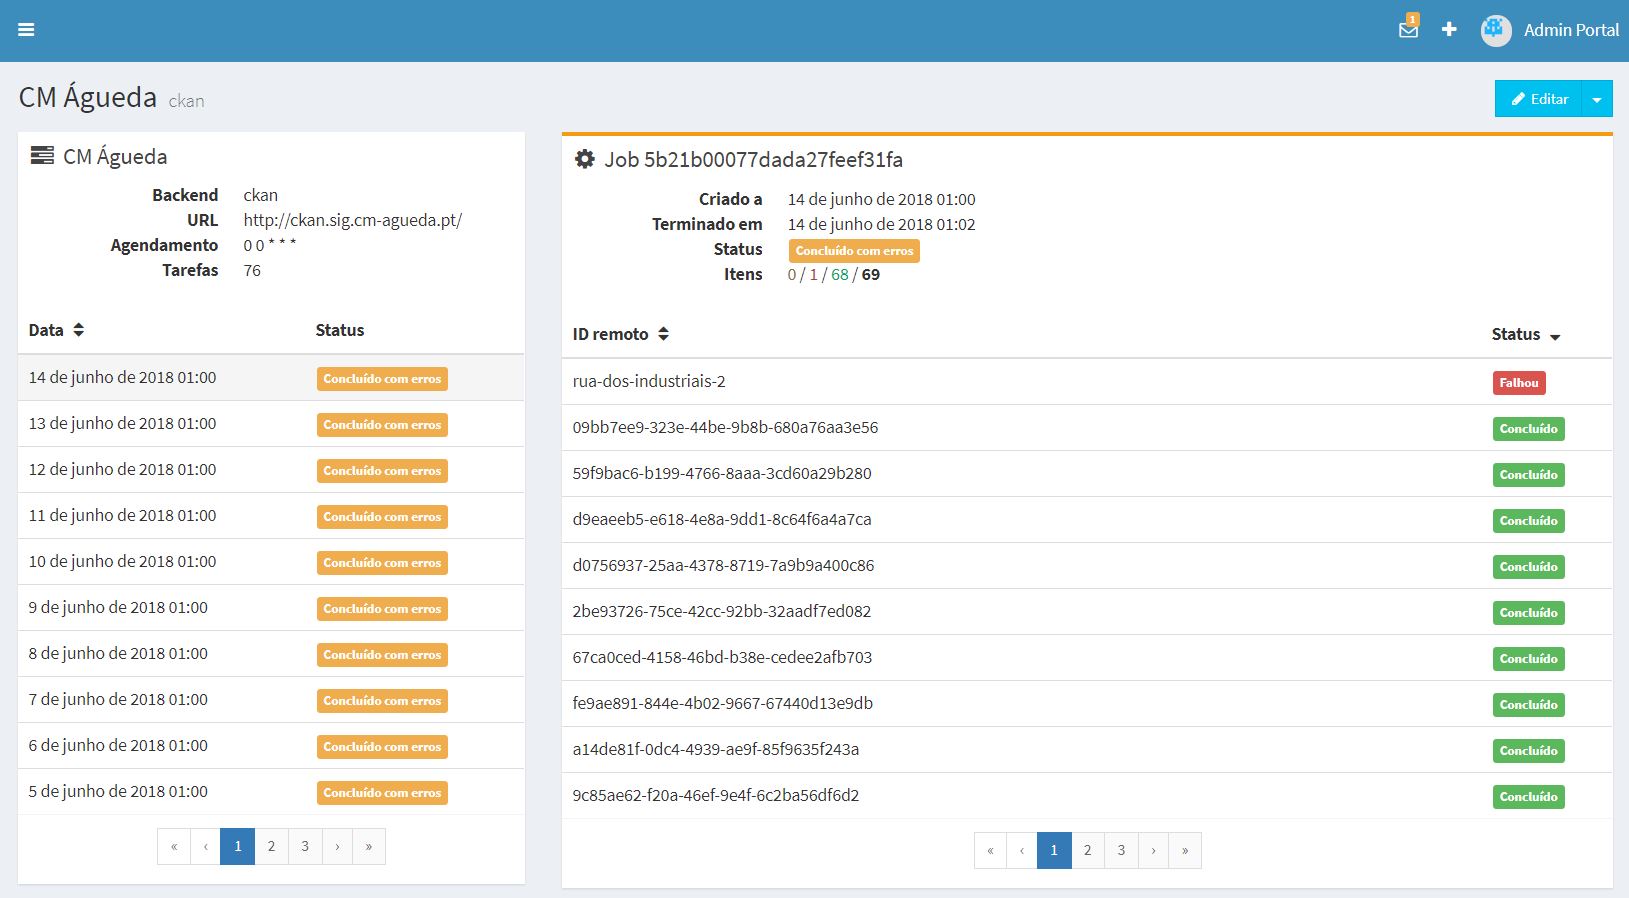 1
Admin Portal
CM Águeda ckan
Editar
CM Águeda
Backend ckan
URL http://ckan.sig.cm-agueda.pt/
Agendamento 0 0 * * *
Tarefas 76
Data Status
14 de junho de 2018 01:00 Concluído com erros
13 de junho de 2018 01:00 Concluído com erros
12 de junho de 2018 01:00 Concluído com erros
11 de junho de 2018 01:00 Concluído com erros
10 de junho de 2018 01:00 Concluído com erros
9 de junho de 2018 01:00 Concluído com erros
8 de junho de 2018 01:00 Concluído com erros
7 de junho de 2018 01:00 Concluído com erros
6 de junho de 2018 01:00 Concluído com erros
5 de junho de 2018 01:00 Concluído com erros
« ‹ 1 2 3 › »
Job 5b21b00077dada27feef31fa
Criado a 14 de junho de 2018 01:00
Terminado em 14 de junho de 2018 01:02
Status Concluído com erros
Itens 0 / 1 / 68 / 69
ID remoto Status
rua-dos-industriais-2 Falhou
09bb7ee9-323e-44be-9b8b-680a76aa3e56 Concluído
59f9bac6-b199-4766-8aaa-3cd60a29b280 Concluído
d9eaeeb5-e618-4e8a-9dd1-8c64f6a4a7ca Concluído
d0756937-25aa-4378-8719-7a9b9a400c86 Concluído
2be93726-75ce-42cc-92bb-32aadf7ed082 Concluído
67ca0ced-4158-46bd-b38e-cedee2afb703 Concluído
fe9ae891-844e-4b02-9667-67440d13e9db Concluído
a14de81f-0dc4-4939-ae9f-85f9635f243a Concluído
9c85ae62-f20a-46ef-9e4f-6c2ba56df6d2 Concluído
« ‹ 1 2 3 › »